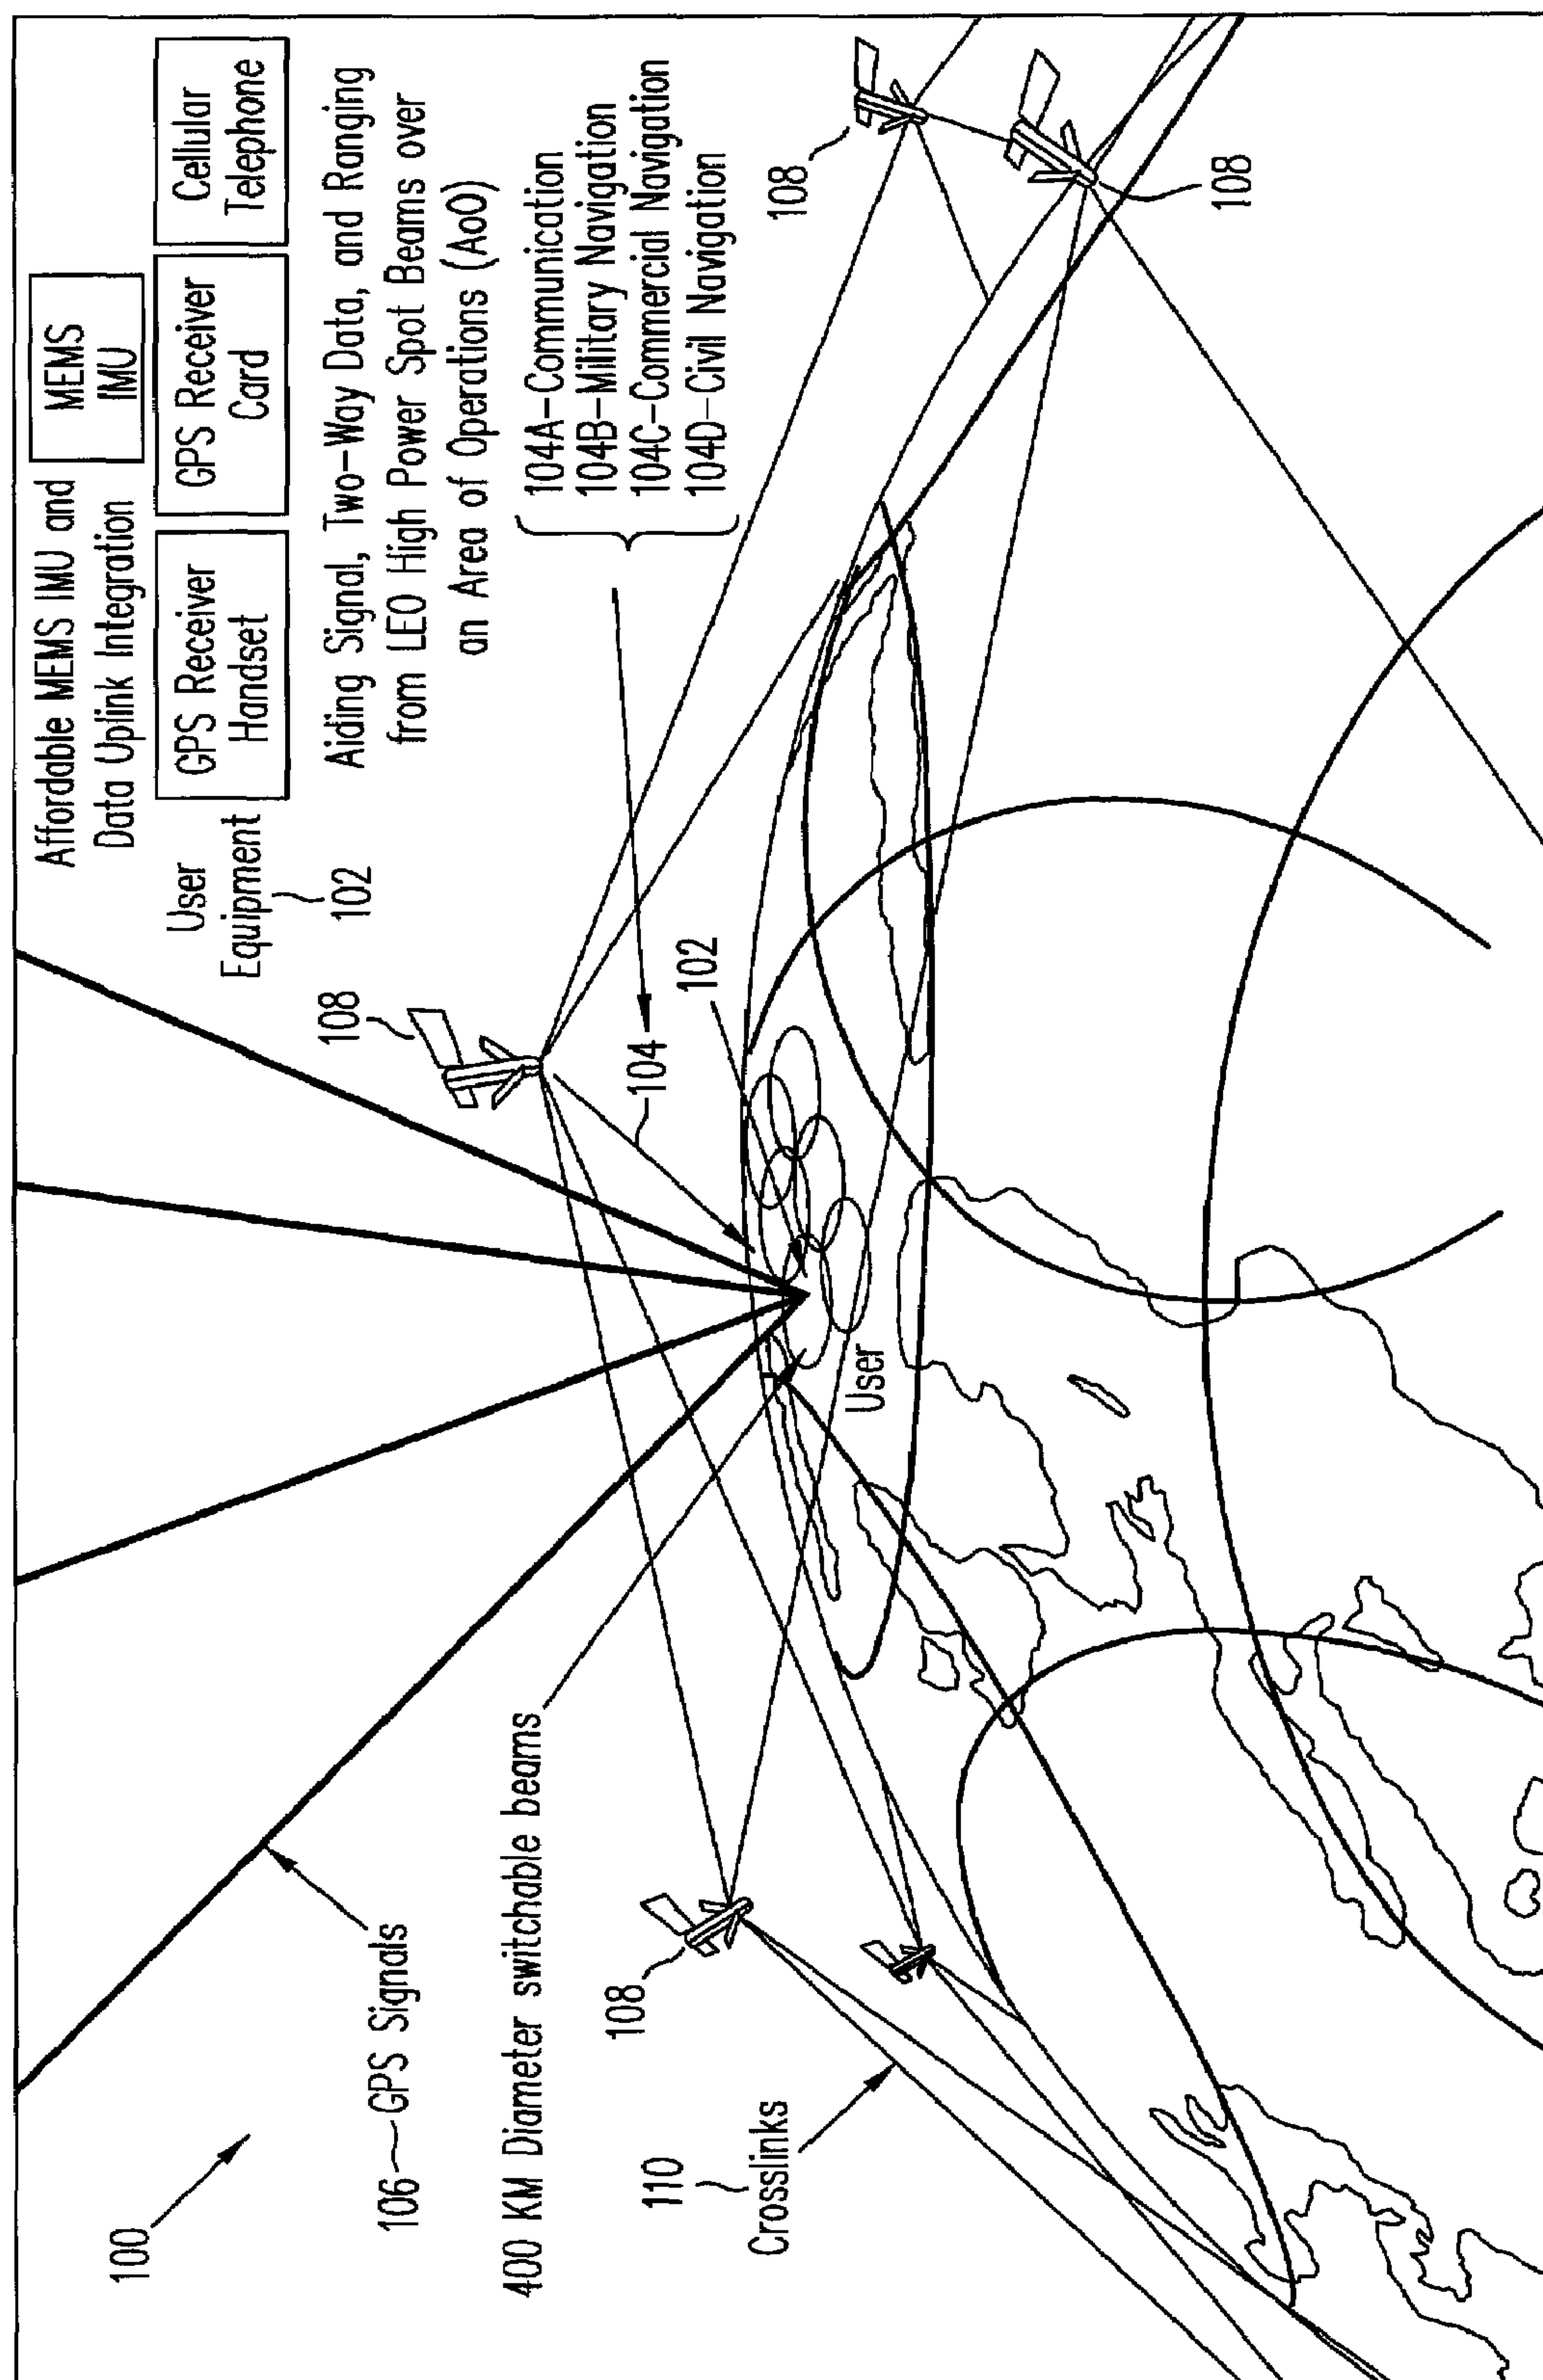 100
106
GPS Signals
400 KM Diameter switchable beams
110
Crosslinks
108
108
104
102
User
Affordable MEMS IMU and
Data Uplink Integration
MEMS
IMU
User
Equipment
102
GPS Receiver
Handset
GPS Receiver
Card
Cellular
Telephone
Aiding Signal, Two-Way Data, and Ranging
from LEO High Power Spot Beams over
an Area of Operations (AoO)
104A-Communication
104B-Military Navigation
104C-Commercial Navigation
104D-Civil Navigation
108
108